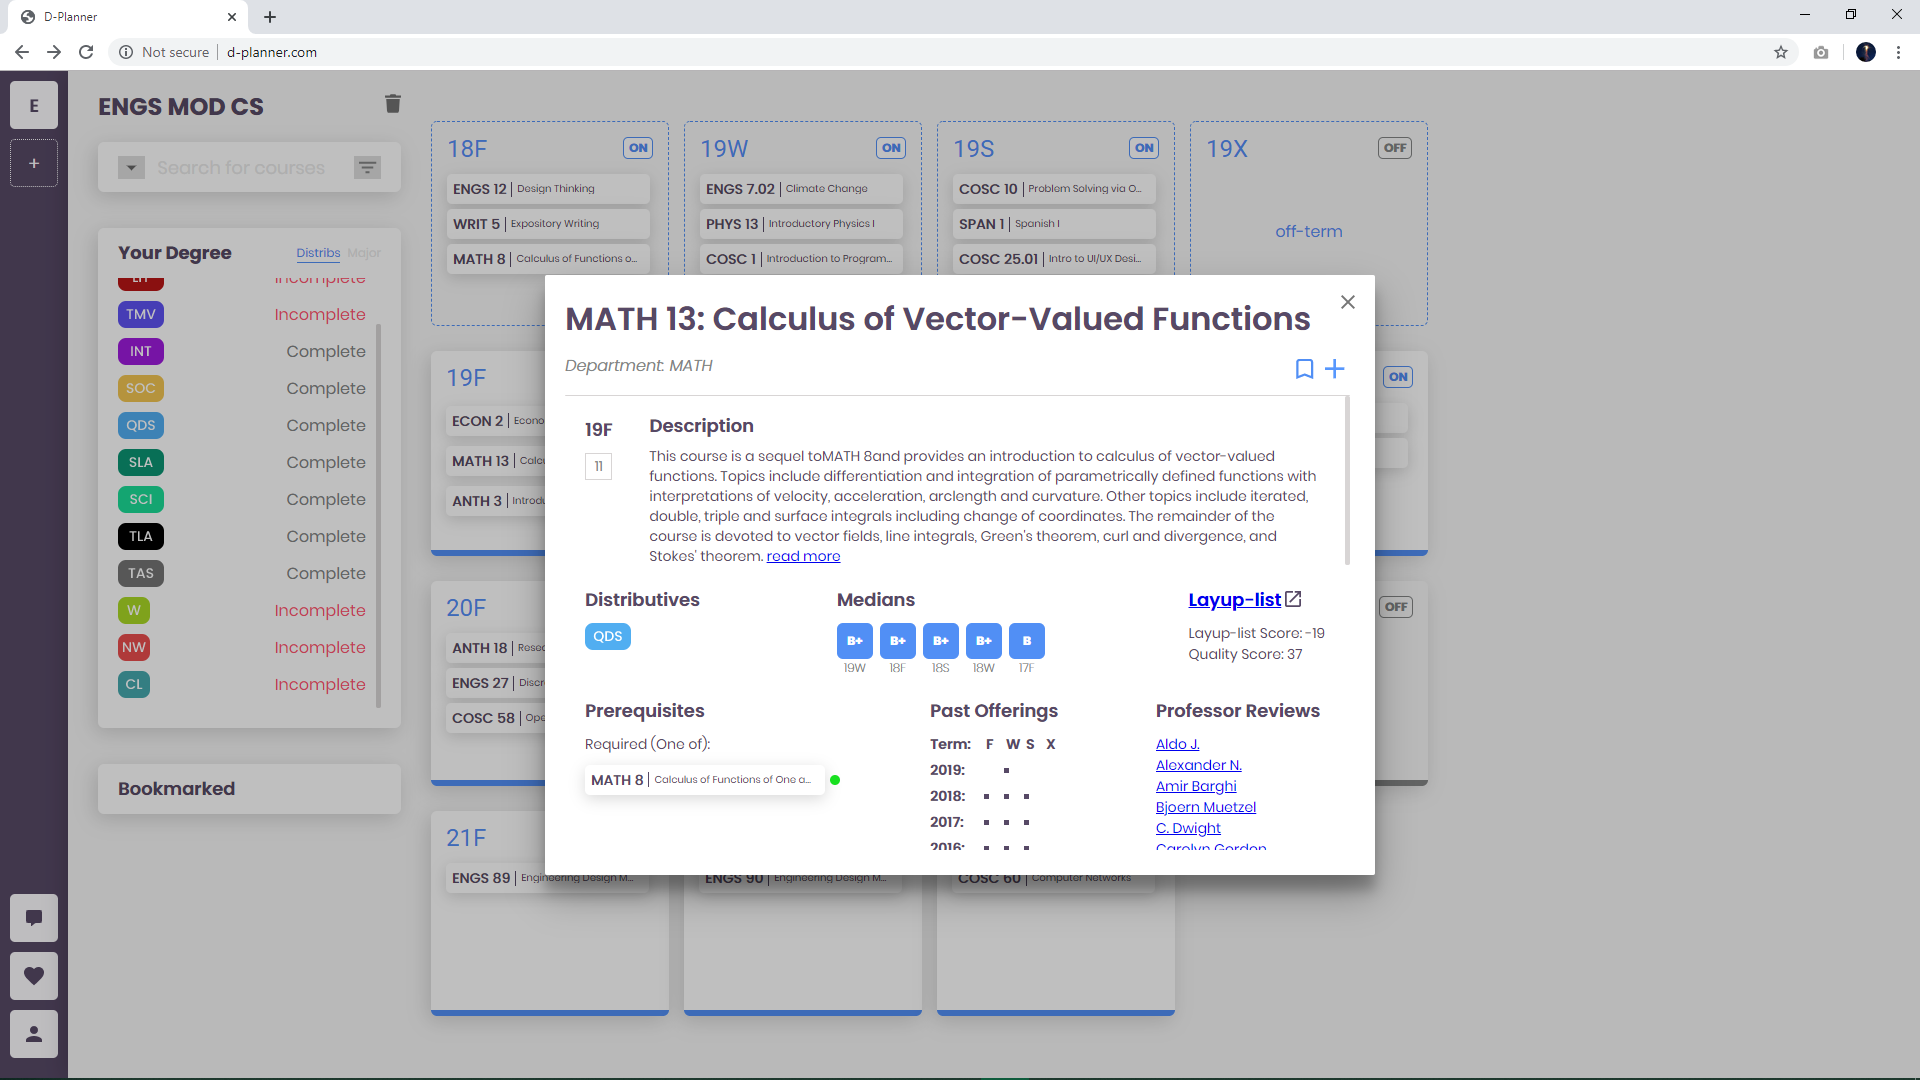 D-Planner
Not secure
d-planner.com
E
+
ENGS MOD CS
Search for courses
Your Degree
Distribs Major
LIT Incomplete
TMV Incomplete
INT Complete
SOC Complete
QDS Complete
SLA Complete
SCI Complete
TLA Complete
TAS Complete
W Incomplete
NW Incomplete
CL Incomplete
Bookmarked
18F ON
ENGS 12 | Design Thinking
WRIT 5 | Expository Writing
MATH 8 | Calculus of Functions o...
19W ON
ENGS 7.02 | Climate Change
PHYS 13 | Introductory Physics I
COSC 1 | Introduction to Program...
19S ON
COSC 10 | Problem Solving via O...
SPAN 1 | Spanish I
COSC 25.01 | Intro to UI/UX Desi...
19X OFF
off-term
19F
ECON 2 | Econo
MATH 13 | Calcu
ANTH 3 | Introdu
ON
20F
ANTH 18 | Resea
ENGS 27 | Discr
COSC 58 | Ope
OFF
21F
ENGS 89 | Engineering Design M...
ENGS 90 | Engineering Design M...
COSC 60 | Computer Networks
MATH 13: Calculus of Vector-Valued Functions
Department: MATH
19F
11
Description
This course is a sequel toMATH 8and provides an introduction to calculus of vector-valued
functions. Topics include differentiation and integration of parametrically defined functions with
interpretations of velocity, acceleration, arclength and curvature. Other topics include iterated,
double, triple and surface integrals including change of coordinates. The remainder of the
course is devoted to vector fields, line integrals, Green's theorem, curl and divergence, and
Stokes' theorem. read more
Distributives
QDS
Medians
B+ B+ B+ B+ B
19W 18F 18S 18W 17F
Layup-list
Layup-list Score: -19
Quality Score: 37
Prerequisites
Required (One of):
MATH 8 | Calculus of Functions of One a...
Past Offerings
Term: F W S X
2019:
2018:
2017:
2016:
Professor Reviews
Aldo J.
Alexander N.
Amir Barghi
Bjoern Muetzel
C. Dwight
Carolyn Gordon